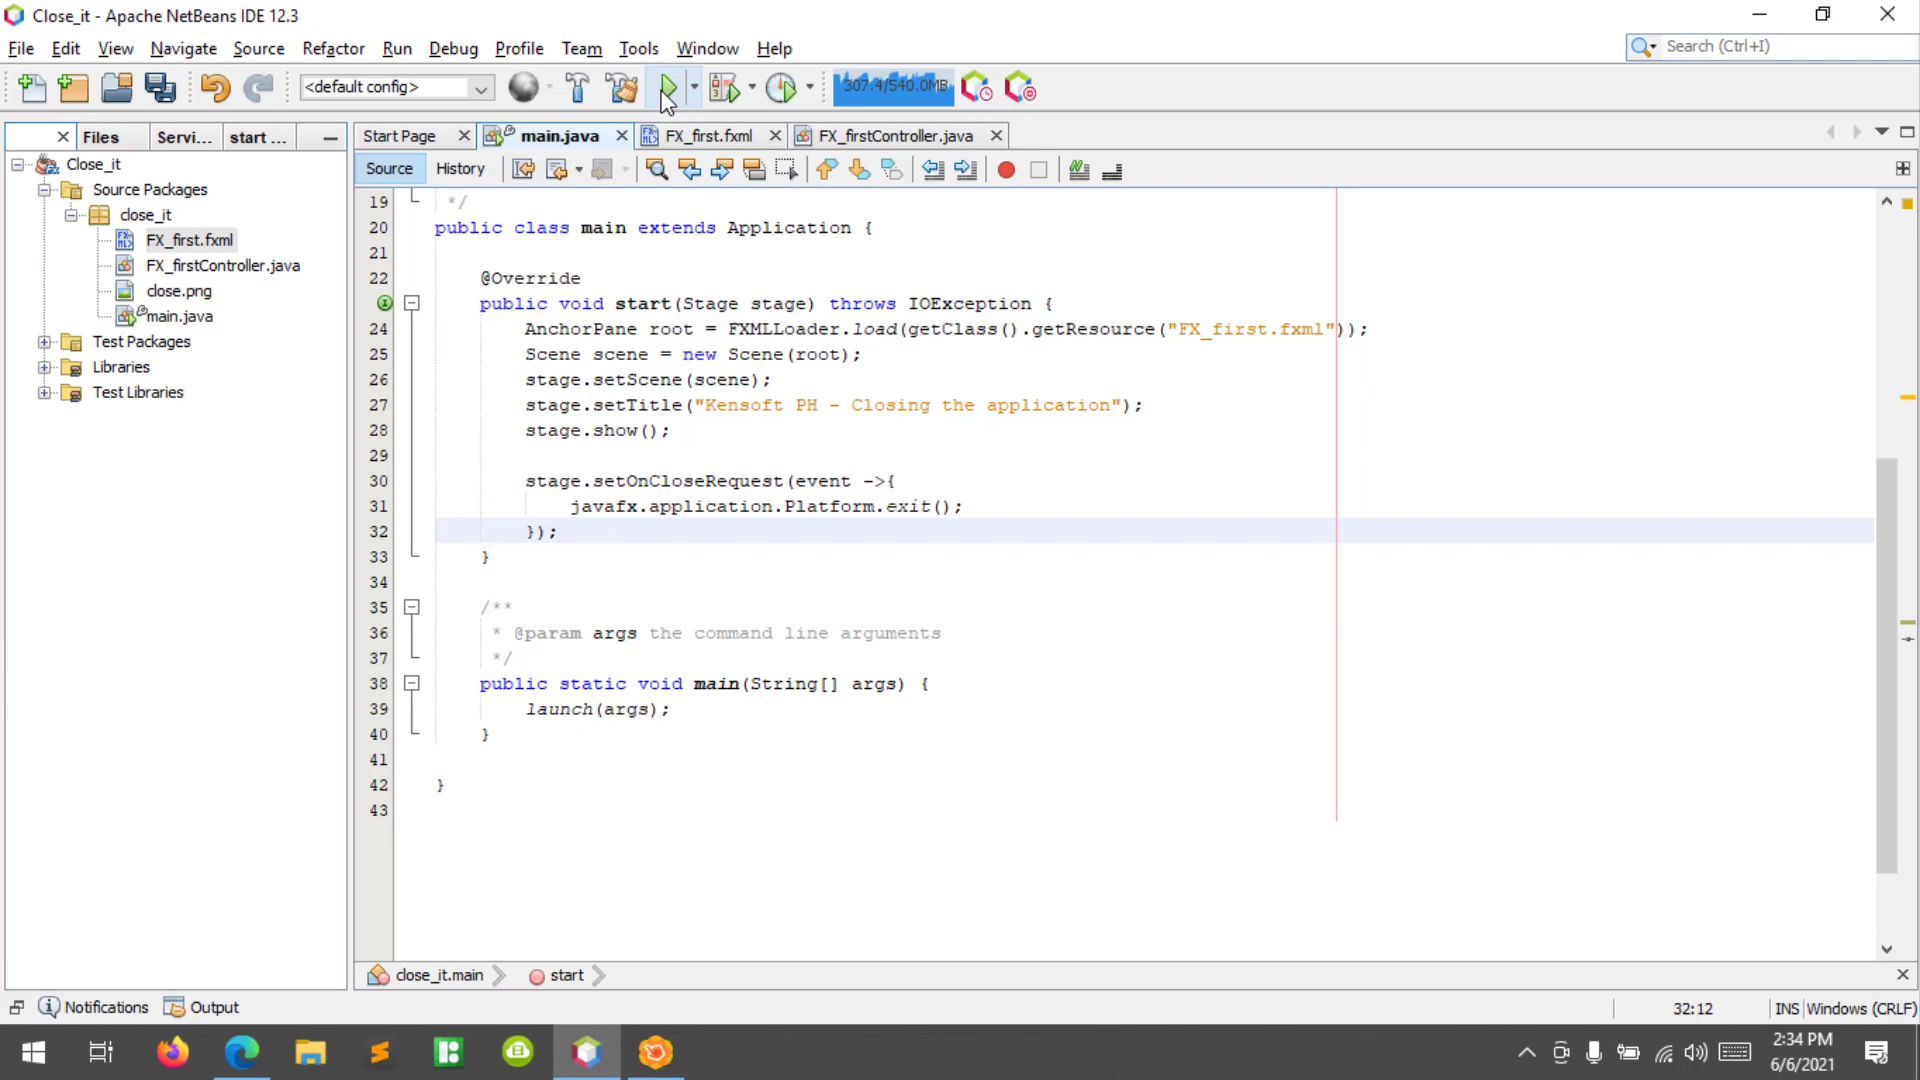 Close_it - Apache NetBeans IDE 12.3
File Edit View Navigate Source Refactor Run Debug Profile Team Tools Window Help
Search (Ctrl+I)
<default config>
307.4/540.0MB
Files Servi... start ...
Start Page main.java FX_first.fxml FX_firstController.java
Source History
Close_it
Source Packages
close_it
FX_first.fxml
FX_firstController.java
close.png
main.java
Test Packages
Libraries
Test Libraries
19 */
20 public class main extends Application {
21
22 @Override
public void start(Stage stage) throws IOException {
24 AnchorPane root = FXMLLoader.load(getClass().getResource("FX_first.fxml"));
25 Scene scene = new Scene(root);
26 stage.setScene(scene);
27 stage.setTitle("Kensoft PH - Closing the application");
28 stage.show();
29
30 stage.setOnCloseRequest(event ->{
31 javafx.application.Platform.exit();
32 });
33 }
34
35 /**
36 * @param args the command line arguments
37 */
38 public static void main(String[] args) {
39 launch(args);
40 }
41
42 }
43
close_it.main start
Notifications Output
32:12 INS Windows (CRLF)
2:34 PM
6/6/2021